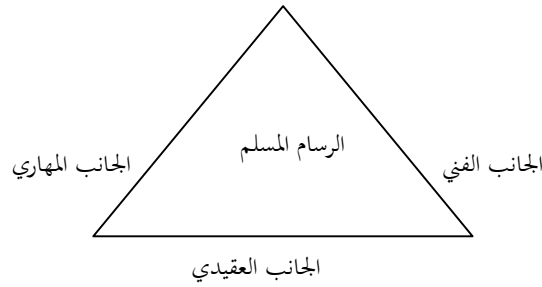 الرسام المسلم
الجانب الفني
الجانب المهاري
الجانب العقيدي